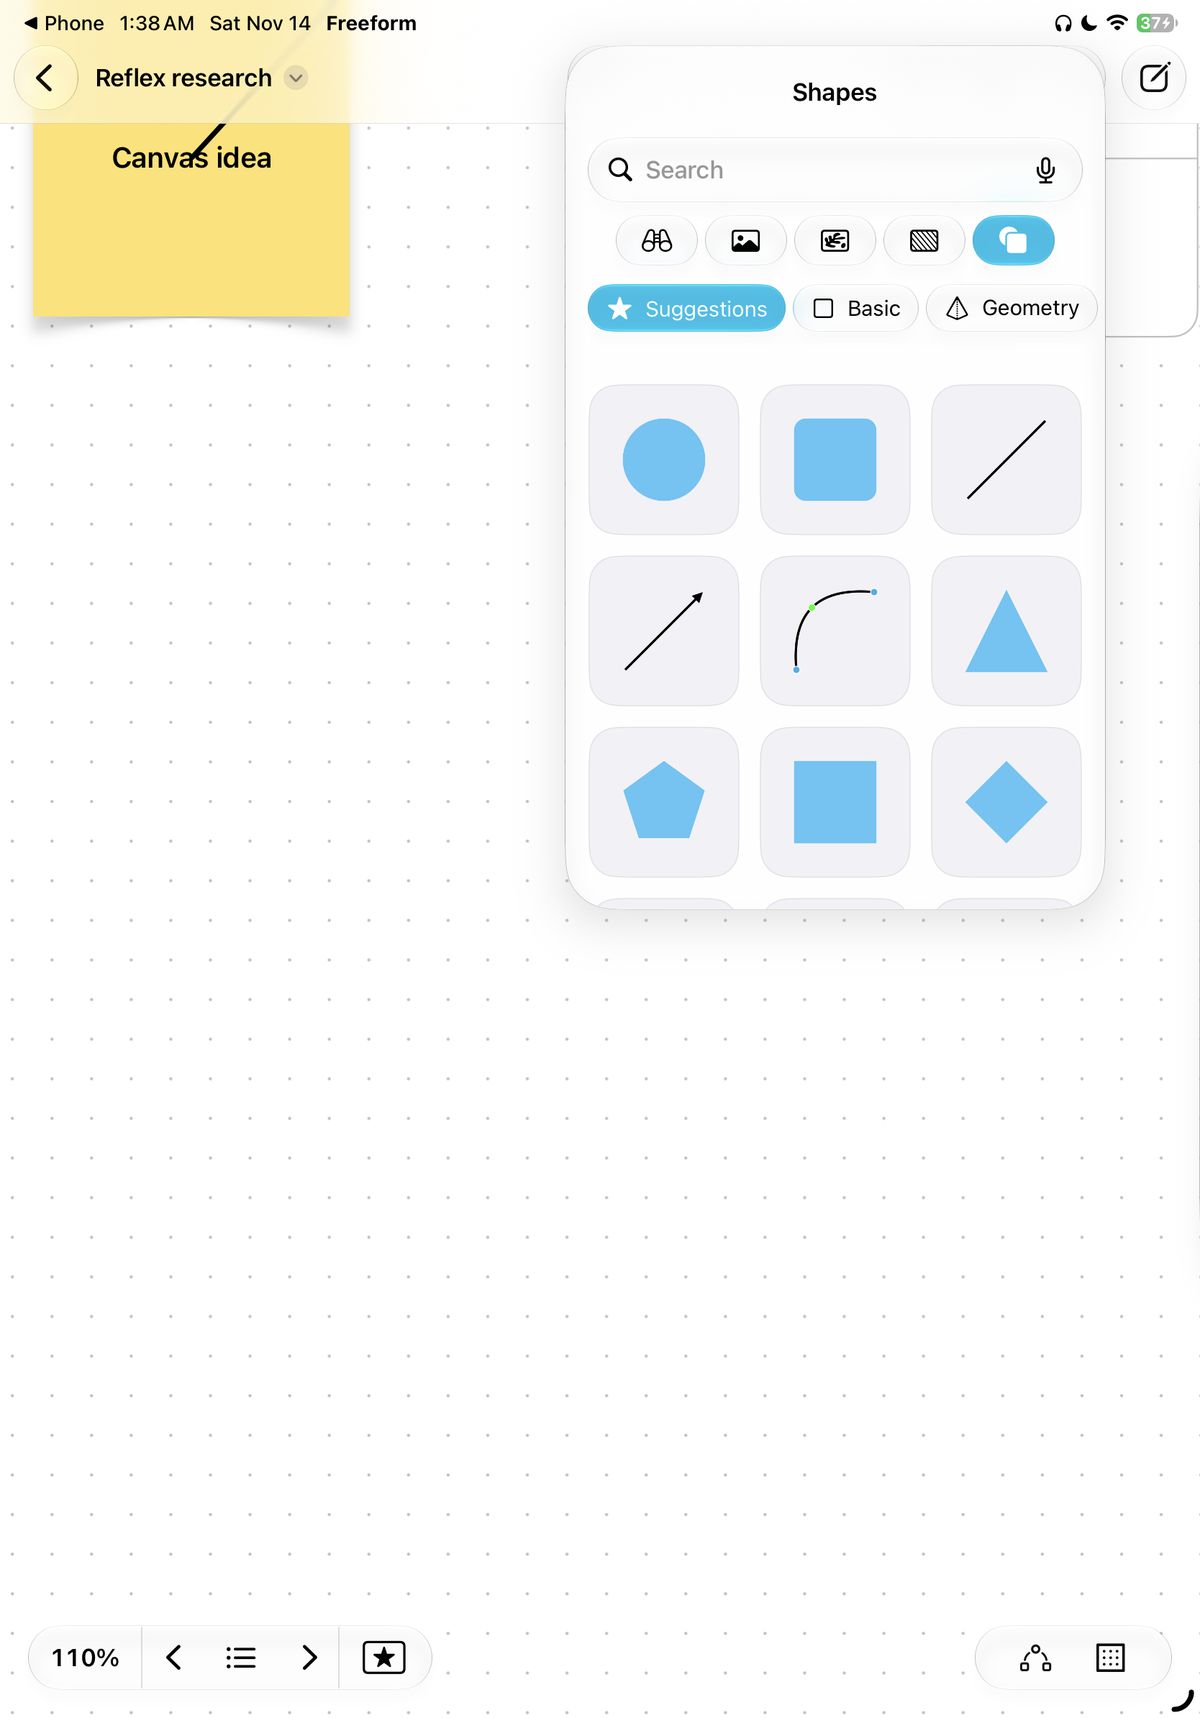 ◀ Phone 1:38 AM Sat Nov 14 Freeform 37
Reflex research
Canvas idea
Shapes
Search
Suggestions Basic Geometry
110%